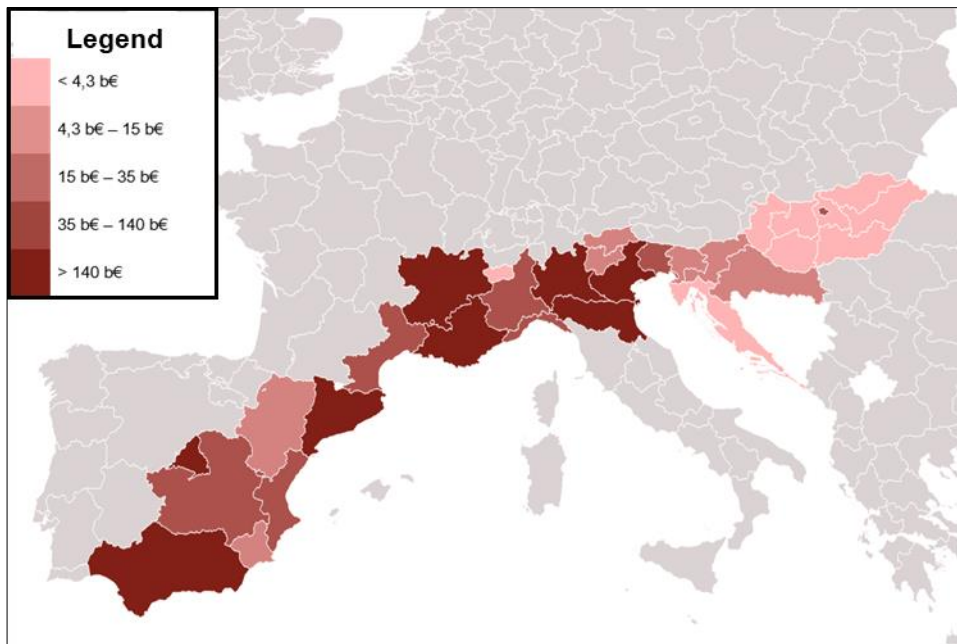 Legend
< 4,3 b€
4,3 b€ – 15 b€
15 b€ – 35 b€
35 b€ – 140 b€
> 140 b€